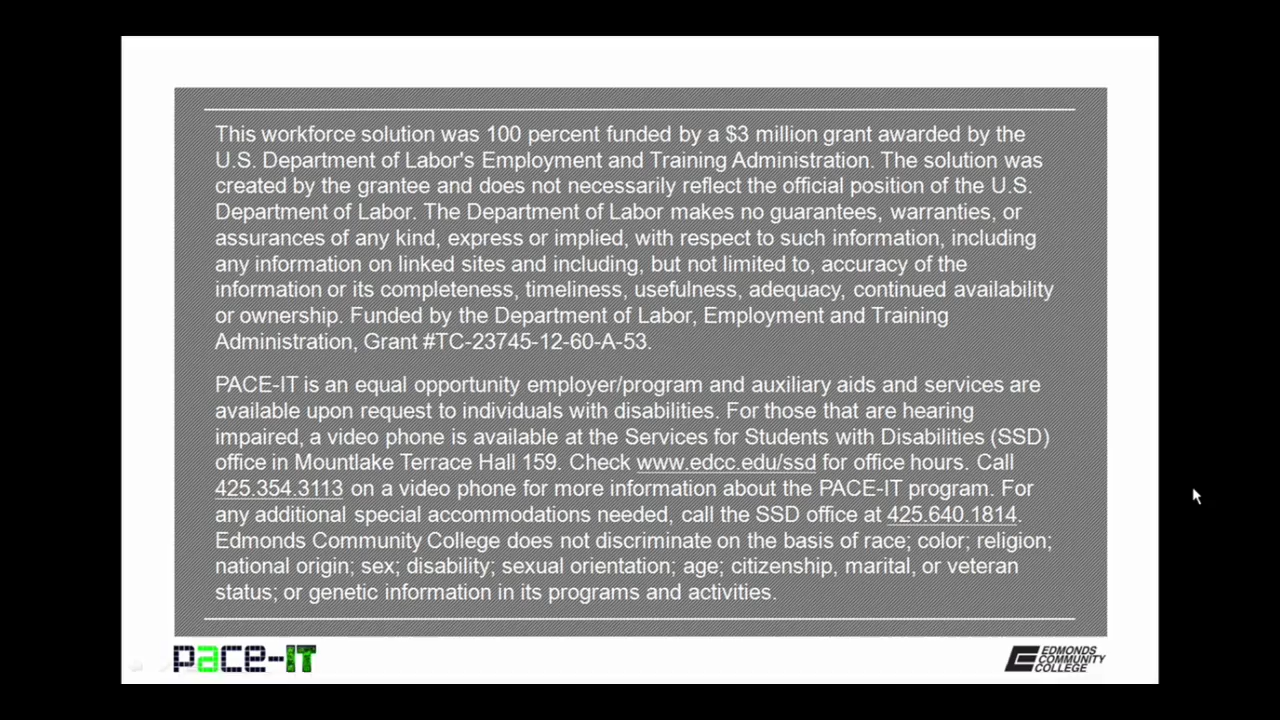 This workforce solution was 100 percent funded by a $3 million grant awarded by the
U.S. Department of Labor's Employment and Training Administration. The solution was
created by the grantee and does not necessarily reflect the official position of the U.S.
Department of Labor. The Department of Labor makes no guarantees, warranties, or
assurances of any kind, express or implied, with respect to such information, including
any information on linked sites and including, but not limited to, accuracy of the
information or its completeness, timeliness, usefulness, adequacy, continued availability
or ownership. Funded by the Department of Labor, Employment and Training
Administration, Grant #TC-23745-12-60-A-53.
PACE-IT is an equal opportunity employer/program and auxiliary aids and services are
available upon request to individuals with disabilities. For those that are hearing
impaired, a video phone is available at the Services for Students with Disabilities (SSD)
office in Mountlake Terrace Hall 159. Check www.edcc.edu/ssd for office hours. Call
425.354.3113 on a video phone for more information about the PACE-IT program. For
any additional special accommodations needed, call the SSD office at 425.640.1814.
Edmonds Community College does not discriminate on the basis of race; color; religion;
national origin; sex; disability; sexual orientation; age; citizenship, marital, or veteran
status; or genetic information in its programs and activities.
pace-IT
EDMONDS
COMMUNITY
COLLEGE